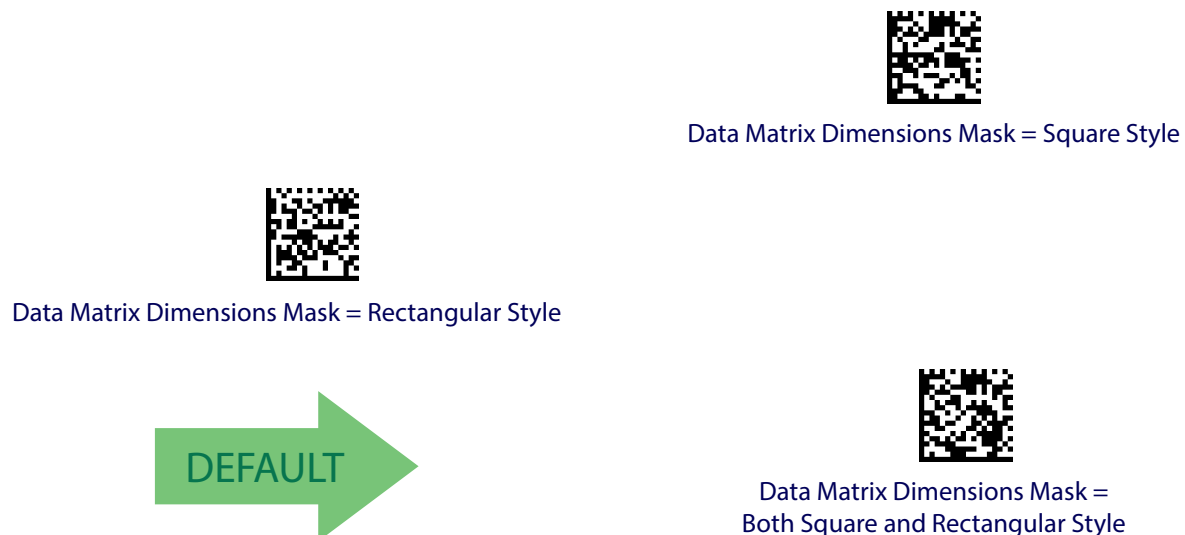 Data Matrix Dimensions Mask = Square Style
Data Matrix Dimensions Mask = Rectangular Style
DEFAULT
Data Matrix Dimensions Mask =
Both Square and Rectangular Style